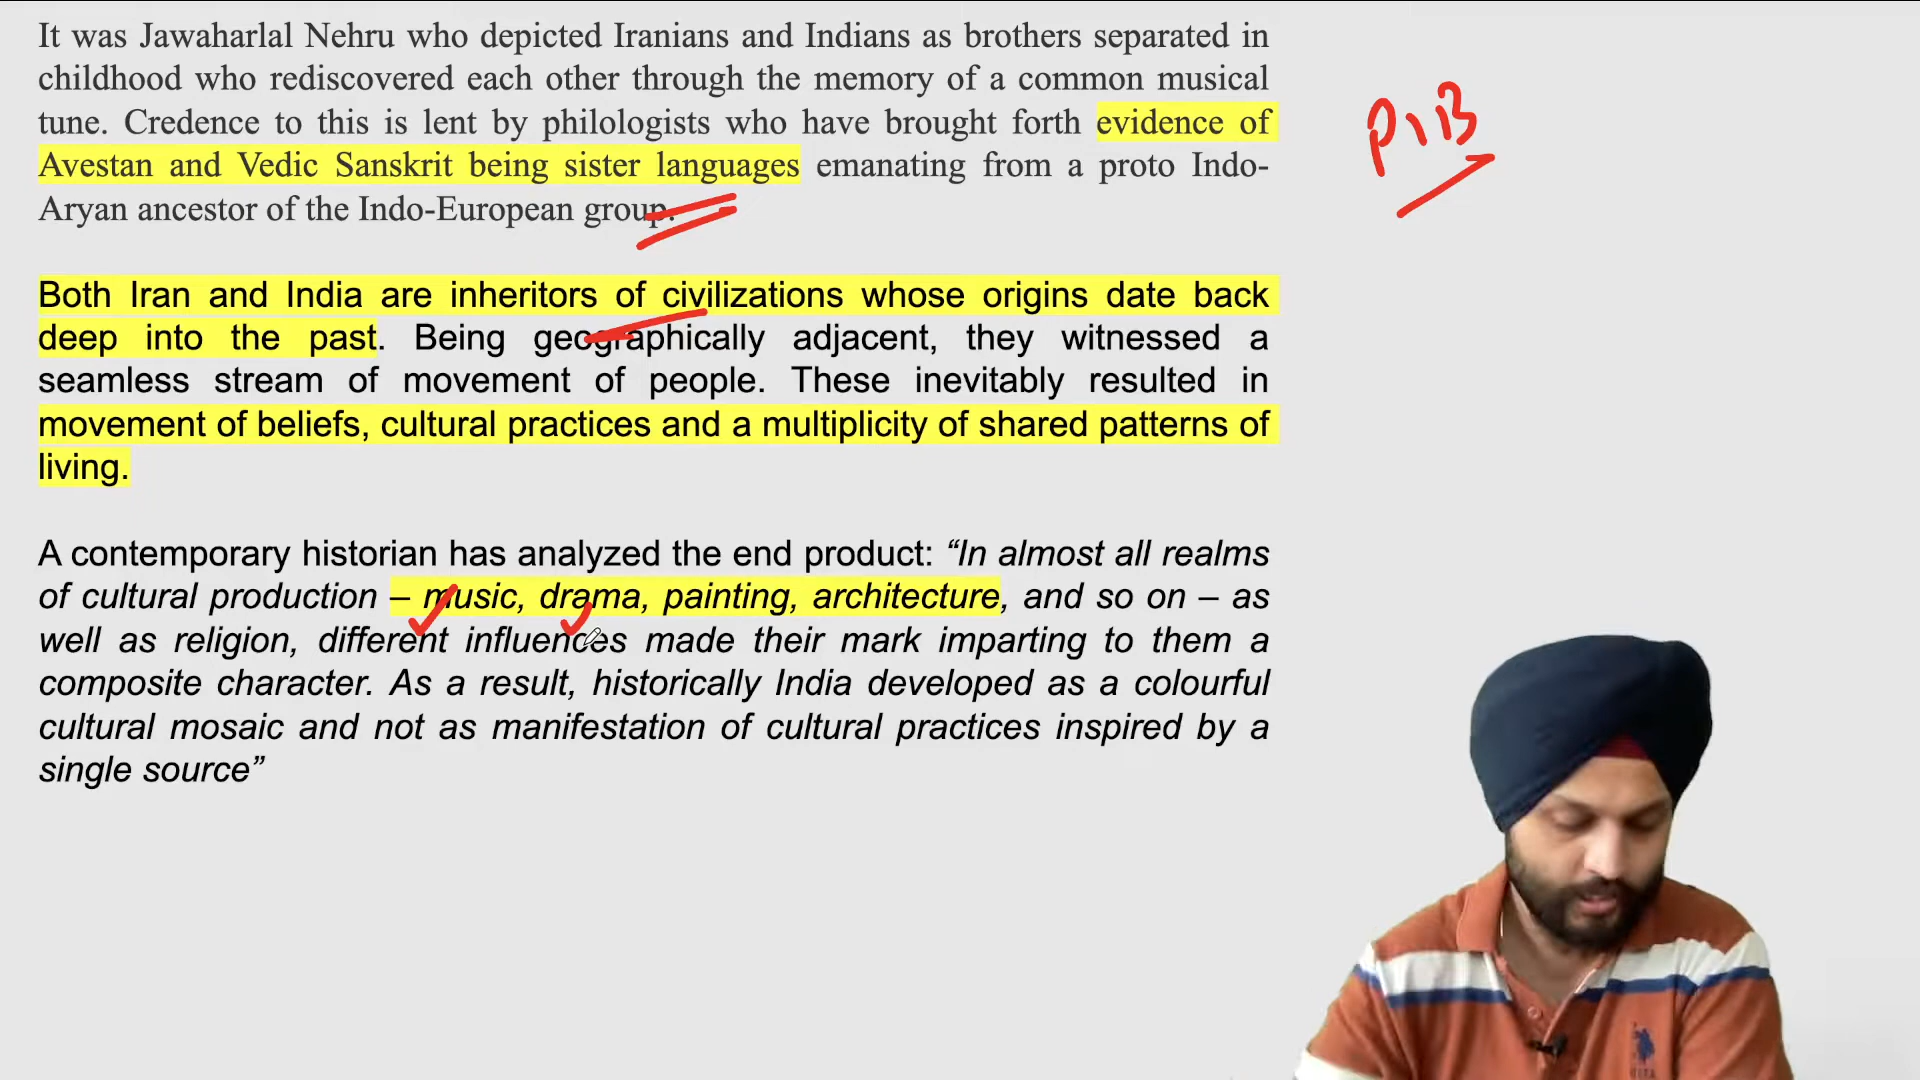 It was Jawaharlal Nehru who depicted Iranians and Indians as brothers separated in
childhood who rediscovered each other through the memory of a common musical
tune. Credence to this is lent by philologists who have brought forth evidence of
Avestan and Vedic Sanskrit being sister languages emanating from a proto Indo-
Aryan ancestor of the Indo-European group.
PIB
Both Iran and India are inheritors of civilizations whose origins date back
deep into the past. Being geographically adjacent, they witnessed a
seamless stream of movement of people. These inevitably resulted in
movement of beliefs, cultural practices and a multiplicity of shared patterns of
living.
A contemporary historian has analyzed the end product: “In almost all realms
of cultural production – music, drama, painting, architecture, and so on – as
well as religion, different influences made their mark imparting to them a
composite character. As a result, historically India developed as a colourful
cultural mosaic and not as manifestation of cultural practices inspired by a
single source”